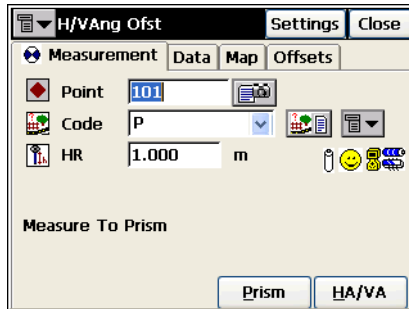 H/VAng Ofst Settings Close
Measurement Data Map Offsets
Point 101
Code P
HR 1.000 m
Measure To Prism
Prism HA/VA